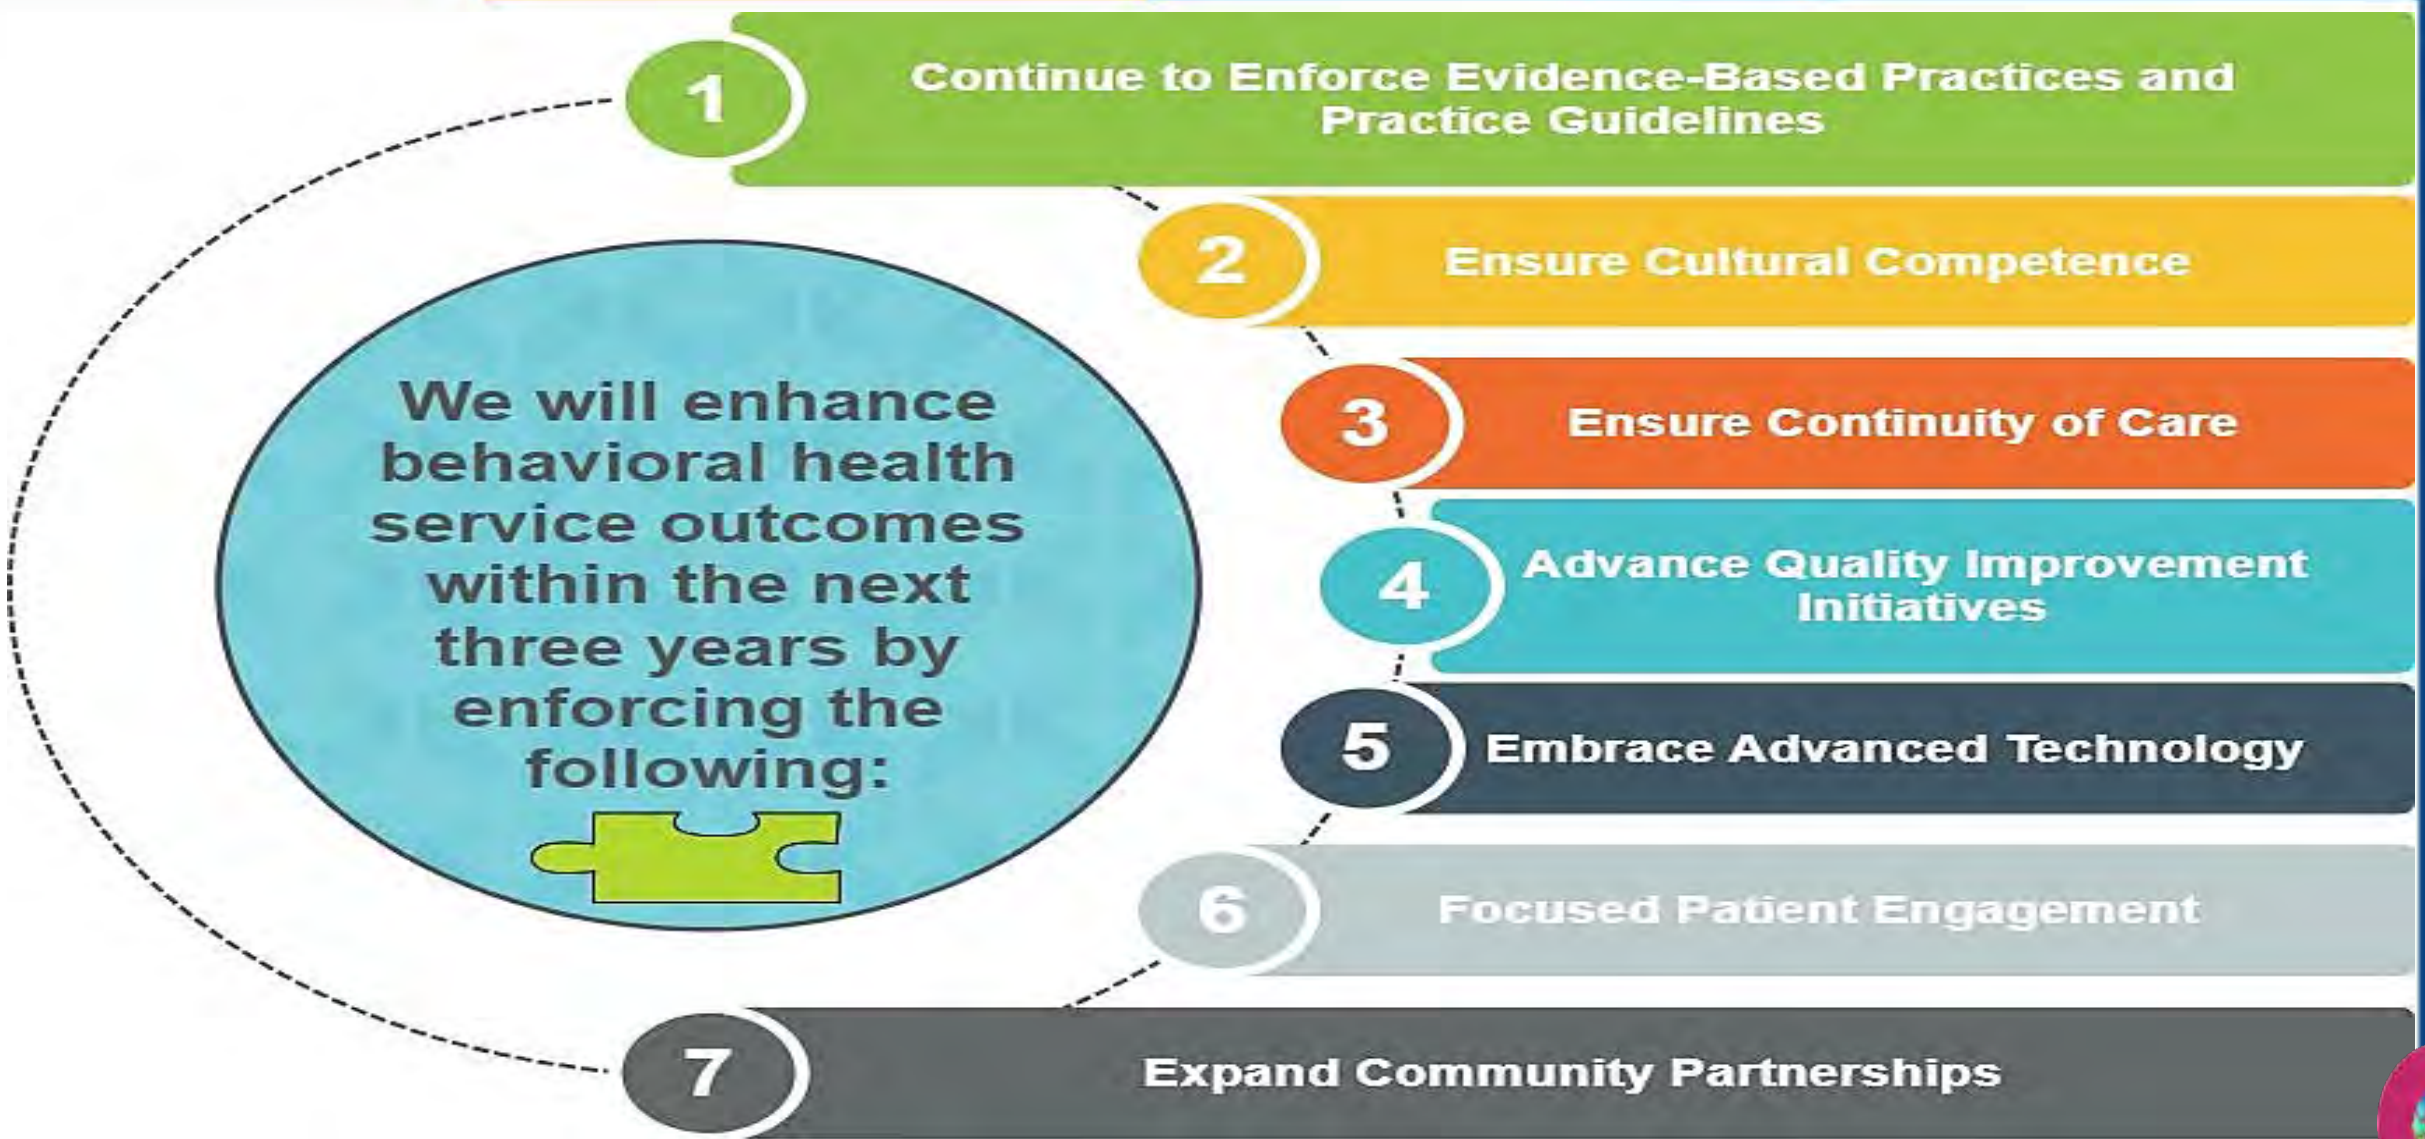 We will enhance
behavioral health
service outcomes
within the next
three years by
enforcing the
following:
1
Continue to Enforce Evidence-Based Practices and
Practice Guidelines
2
Ensure Cultural Competence
3
Ensure Continuity of Care
4
Advance Quality Improvement
Initiatives
5
Embrace Advanced Technology
6
Focused Patient Engagement
7
Expand Community Partnerships